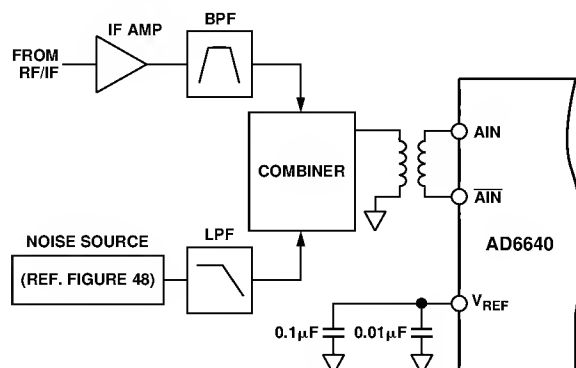 IF AMP
BPF
FROM
RF/IF
COMBINER
AIN
A̅I̅N̅
AD6640
NOISE SOURCE
(REF. FIGURE 48)
LPF
VREF
0.1µF
0.01µF